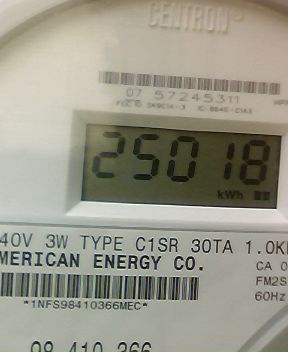 CENTRON®
07 57245311
25018
kWh
40V 3W TYPE C1SR 30TA 1.0K
MERICAN ENERGY CO.
CA 0
FM2S
60Hz
*1NFS98410366MEC*
98 410 366